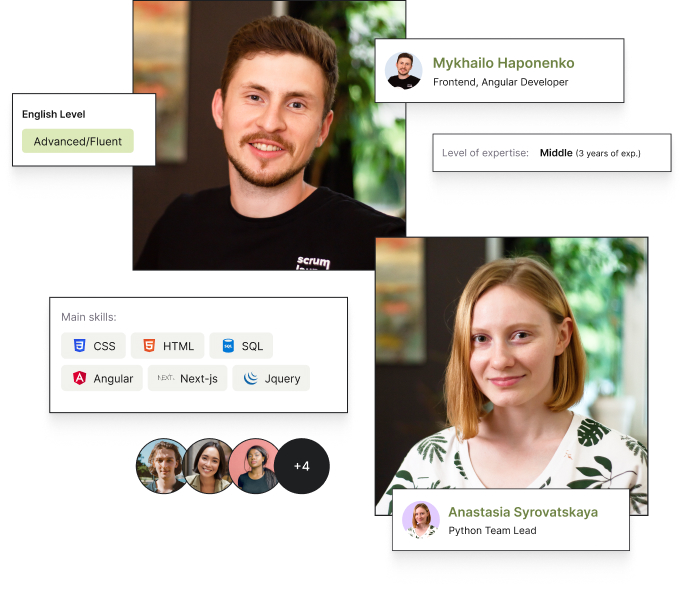 Mykhailo Haponenko
Frontend, Angular Developer
English Level
Advanced/Fluent
Level of expertise: Middle (3 years of exp.)
scrum
Main skills:
CSS HTML SQL
Angular NEXT.js Next-js Jquery
+4
Anastasia Syrovatskaya
Python Team Lead